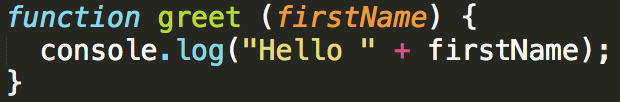 function greet (firstName) {
  console.log("Hello " + firstName);
}